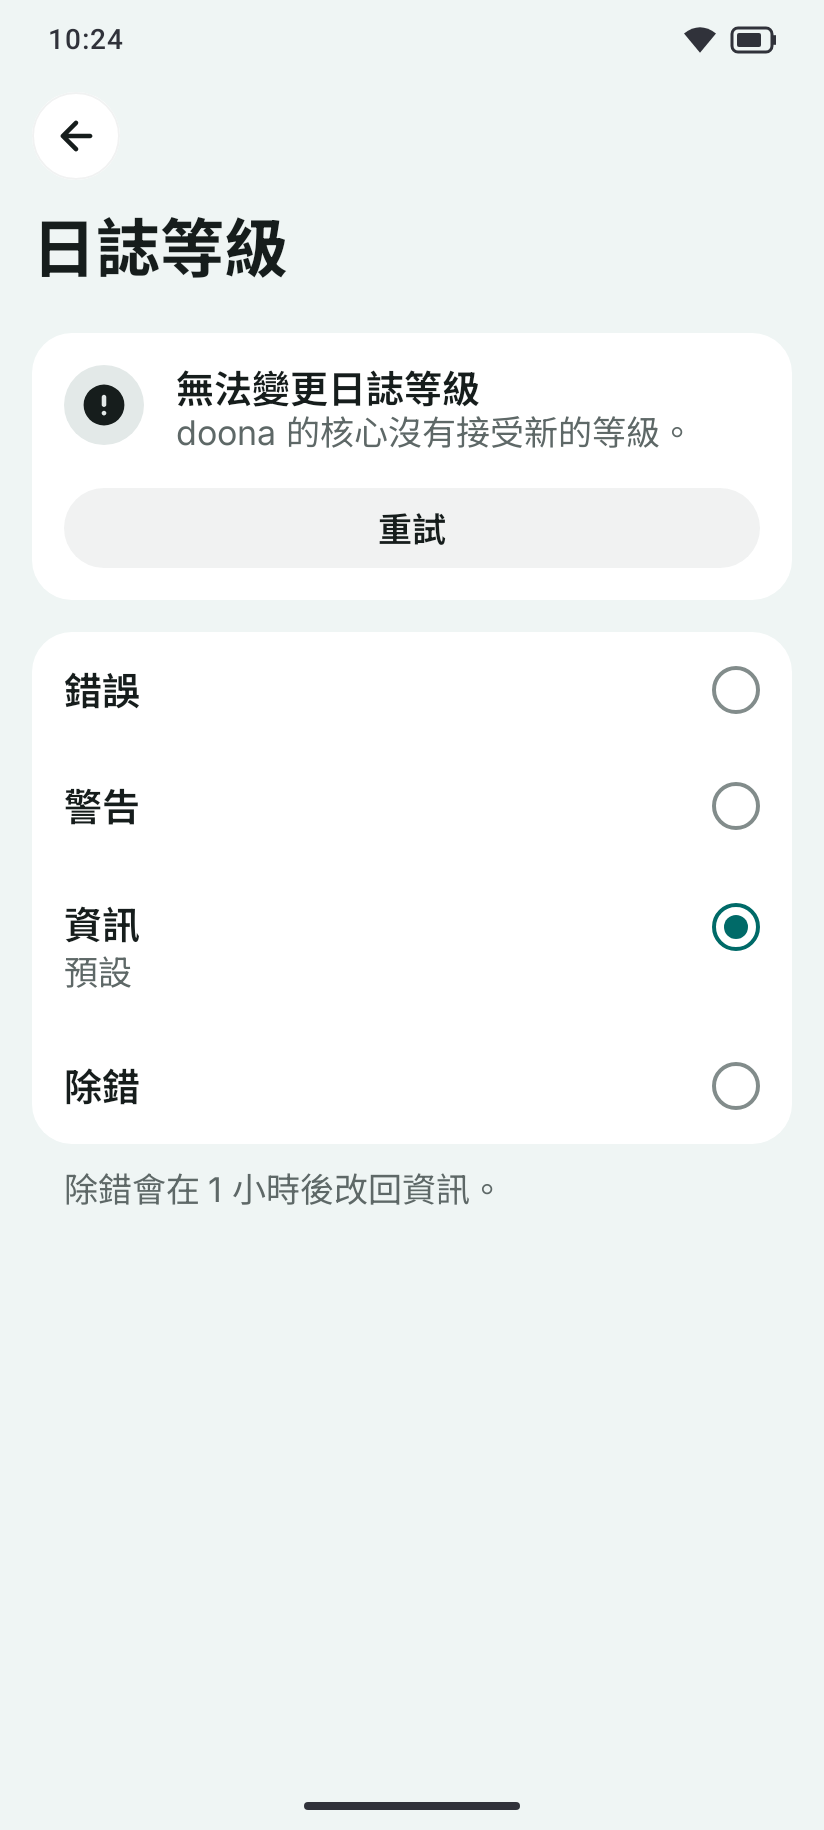 10:24
日誌等級
無法變更日誌等級
doona 的核心沒有接受新的等級。
重試
錯誤
警告
資訊
預設
除錯
除錯會在 1 小時後改回資訊。